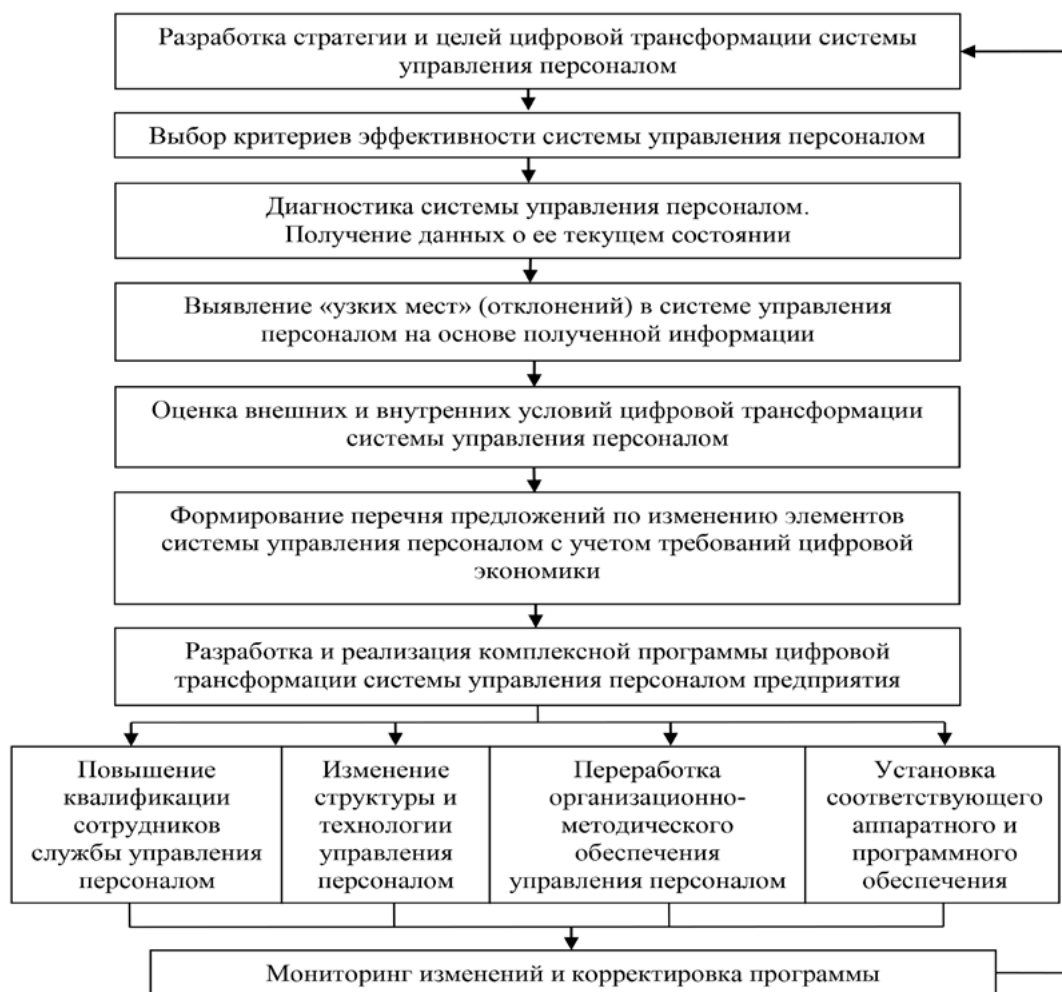 Разработка стратегии и целей цифровой трансформации системы
управления персоналом
Выбор критериев эффективности системы управления персоналом
Диагностика системы управления персоналом.
Получение данных о ее текущем состоянии
Выявление «узких мест» (отклонений) в системе управления
персоналом на основе полученной информации
Оценка внешних и внутренних условий цифровой трансформации
системы управления персоналом
Формирование перечня предложений по изменению элементов
системы управления персоналом с учетом требований цифровой
экономики
Разработка и реализация комплексной программы цифровой
трансформации системы управления персоналом предприятия
Повышение
квалификации
сотрудников
службы управления
персоналом
Изменение
структуры и
технологии
управления
персоналом
Переработка
организационно-
методического
обеспечения
управления персоналом
Установка
соответствующего
аппаратного и
программного
обеспечения
Мониторинг изменений и корректировка программы